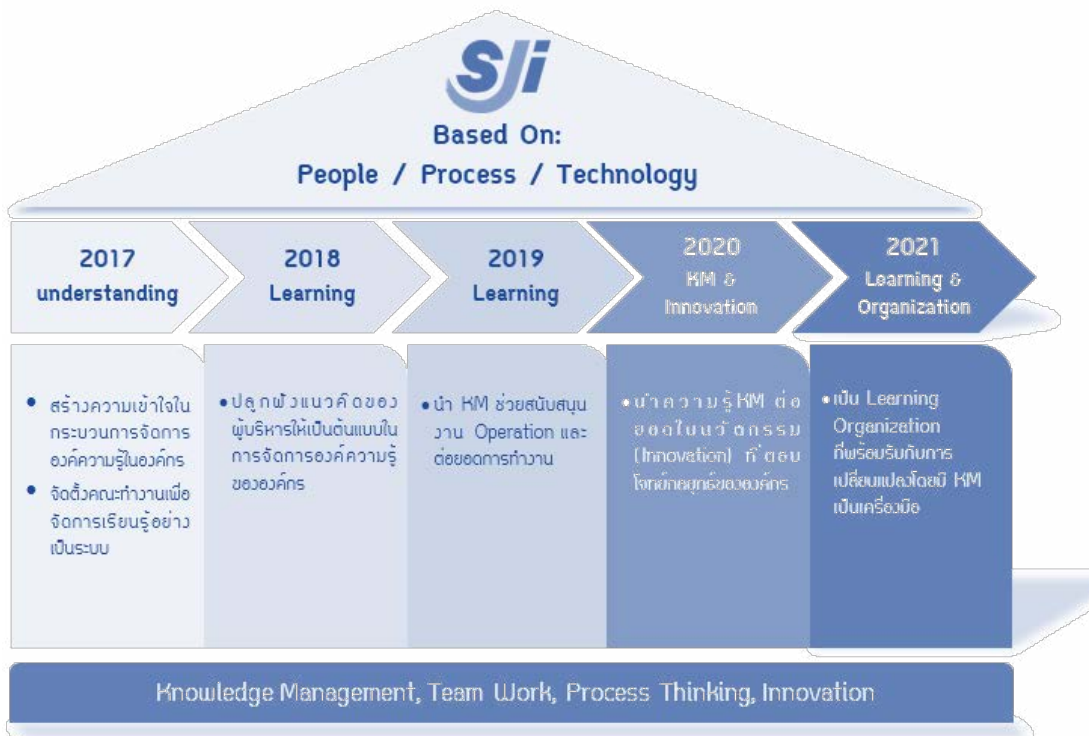 SJi
Based On:
People / Process / Technology
2017
understanding
2018
Learning
2019
Learning
2020
KM &
Innovation
2021
Learning &
Organization
• สร้างความเข้าใจใน
กระบวนการจัดการ
องค์ความรู้ในองค์กร
• จัดตั้งคณะทำงานเพื่อ
จัดการเรียนรู้อย่าง
เป็นระบบ
• ปลูกฝังแนวคิดของ
ผู้บริหารให้เป็นต้นแบบใน
การจัดการองค์ความรู้
ขององค์กร
• นำ KM ช่วยสนับสนุน
งาน Operation และ
ต่อยอดการทำงาน
• นำความรู้ KM ต่อ
ยอดในนวัตกรรม
(Innovation) ที่ตอบ
โจทย์กลยุทธ์ขององค์กร
• เป็น Learning
Organization
ที่พร้อมรับกับการ
เปลี่ยนแปลงโดยมี KM
เป็นเครื่องมือ
Knowledge Management, Team Work, Process Thinking, Innovation